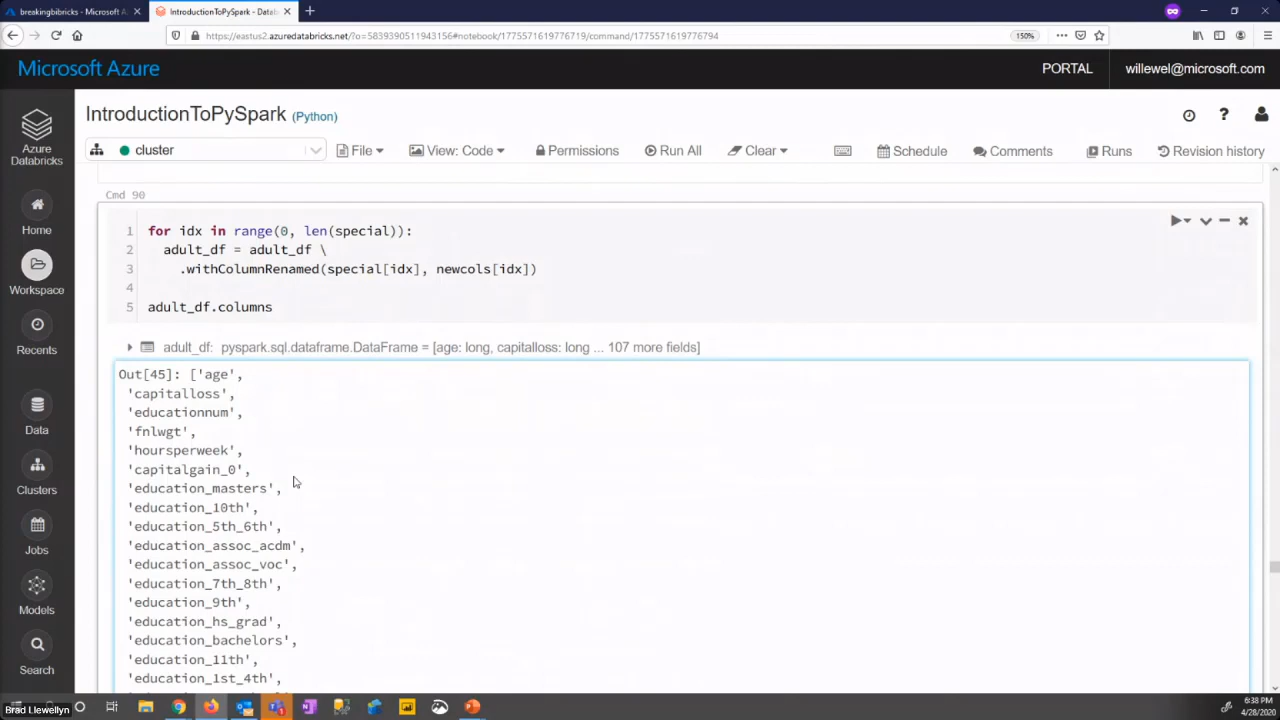 breakingbibricks - Microsoft A
IntroductionToPySpark - Datab
https://eastus2.azuredatabricks.net/?o=5839390511943156#notebook/1775571619776719/command/1775571619776794
150%
Microsoft Azure
PORTAL
willewel@microsoft.com
IntroductionToPySpark (Python)
cluster
File
View: Code
Permissions
Run All
Clear
Schedule
Comments
Runs
Revision history
Azure
Databricks
Home
Workspace
Recents
Data
Clusters
Jobs
Models
Search
Cmd 90
1 for idx in range(0, len(special)):
2 adult_df = adult_df \
3 .withColumnRenamed(special[idx], newcols[idx])
4
5 adult_df.columns
adult_df: pyspark.sql.dataframe.DataFrame = [age: long, capitalloss: long ... 107 more fields]
Out[45]: ['age',
'capitalloss',
'educationnum',
'fnlwgt',
'hoursperweek',
'capitalgain_0',
'education_masters',
'education_10th',
'education_5th_6th',
'education_assoc_acdm',
'education_assoc_voc',
'education_7th_8th',
'education_9th',
'education_hs_grad',
'education_bachelors',
'education_11th',
'education_1st_4th',
Brad Llewellyn
6:38 PM
4/28/2020